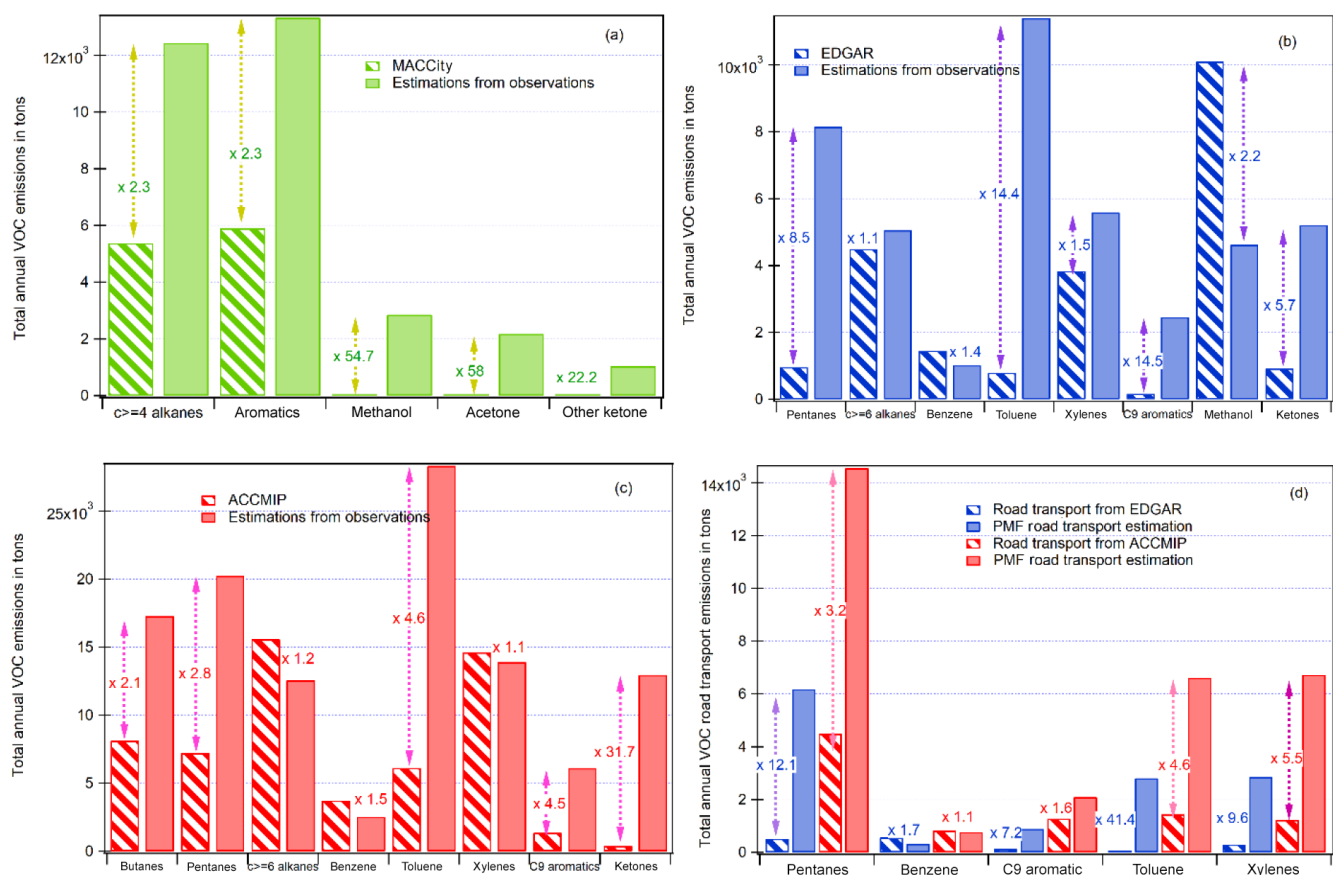 (a)
12x10³
10
8
6
4
2
0
Total annual VOC emissions in tons
MACCity
Estimations from observations
x 2.3
x 2.3
x 54.7
x 58
x 22.2
c>=4 alkanes
Aromatics
Methanol
Acetone
Other ketone
(b)
10x10³
8
6
4
2
0
Total annual VOC emissions in tons
EDGAR
Estimations from observations
x 8.5
x 1.1
x 1.4
x 14.4
x 1.5
x 14.5
x 2.2
x 5.7
Pentanes
c>=6 alkanes
Benzene
Toluene
Xylenes
C9 aromatics
Methanol
Ketones
(c)
25x10³
20
15
10
5
0
Total annual VOC emissions in tons
ACCMIP
Estimations from observations
x 2.1
x 2.8
x 1.2
x 1.5
x 4.6
x 1.1
x 4.5
x 31.7
Butanes
Pentanes
c>=6 alkanes
Benzene
Toluene
Xylenes
C9 aromatics
Ketones
(d)
14x10³
12
10
8
6
4
2
0
Total annual VOC road transport emissions in tons
Road transport from EDGAR
PMF road transport estimation
Road transport from ACCMIP
PMF road transport estimation
x 12.1
x 3.2
x 1.7
x 1.1
x 7.2
x 1.6
x 41.4
x 4.6
x 9.6
x 5.5
Pentanes
Benzene
C9 aromatic
Toluene
Xylenes